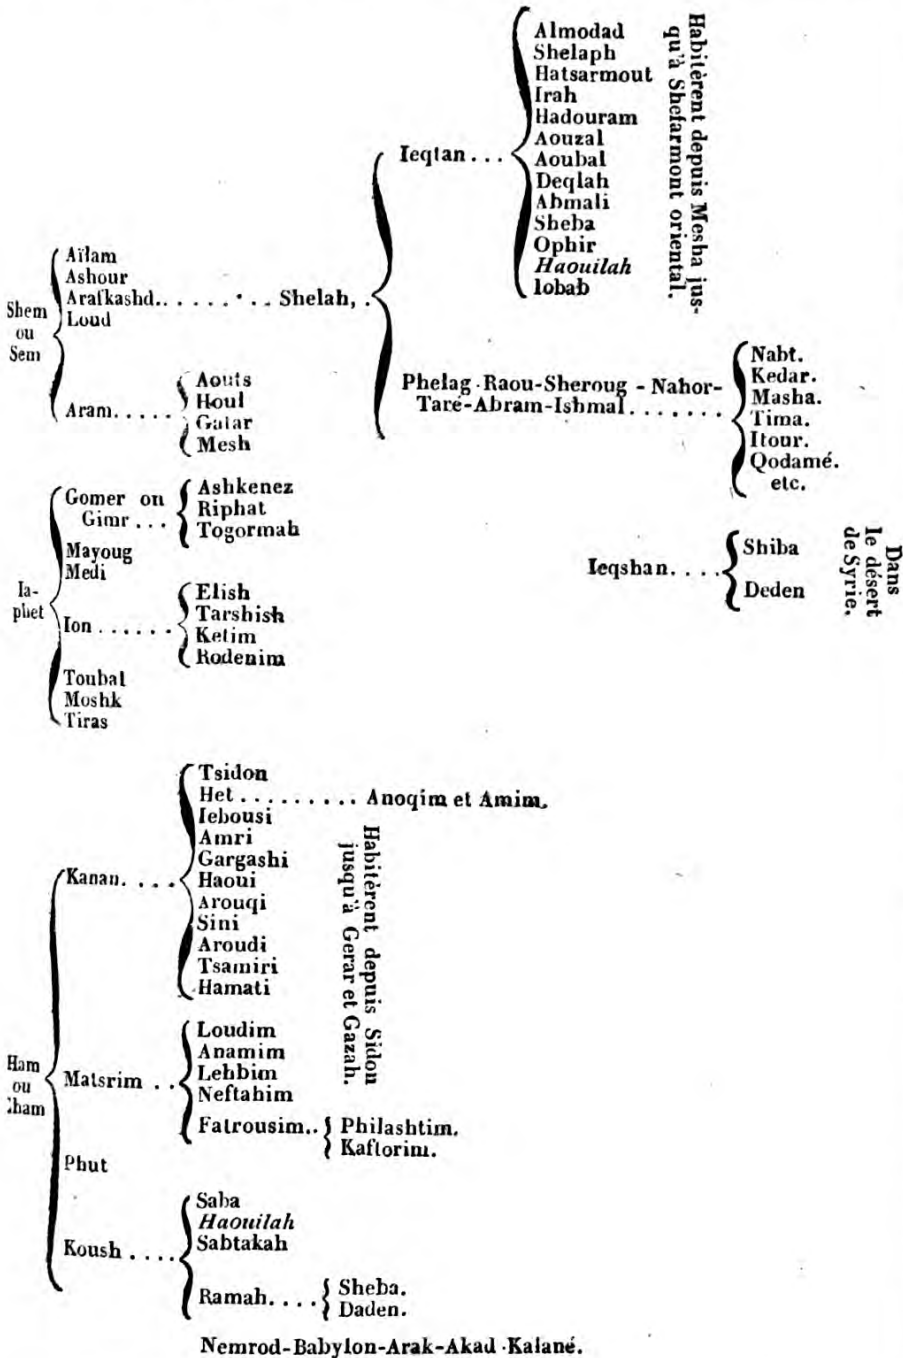 Shem
ou
Sem
Aïlam
Ashour
Arafkashd. . . . . . . . . Shelah, .
Loud
Aram. . . . . .
Aouts
Houl
Gatar
Mesh
Ieqtan . . .
Almodad
Shelaph
Hatsarmout
Irah
Hadouram
Aouzal
Aoubal
Deqlah
Abmali
Sheba
Ophir
Haouilah
Iobab
Habitèrent depuis Mesha jus-
qu'à Shefarmont oriental.
Phelag-Raou-Sheroug - Nahor-
Taré-Abram-Ishmal. . . . . . .
Nabt.
Kedar.
Masha.
Tima.
Itour.
Qodamé.
etc.
Ieqshan. . . .
Shiba
Deden
Dans
le désert
de Syrie.
Ia-
phet
Gomer ou
Gimr . . .
Ashkenez
Riphat
Togormah
Mayoug
Medi
Ion . . . . . .
Elish
Tarshish
Ketim
Rodenim
Toubal
Moshk
Tiras
Ham
ou
Cham
Kanan. . . .
Tsidon
Het . . . . . . . . . Anoqim et Amim.
Iebousi
Amri
Gargashi
Haoui
Arouqi
Sini
Aroudi
Tsamiri
Hamati
Habitèrent depuis Sidon
jusqu'à Gerar et Gazah.
Matsrim . .
Loudim
Anamim
Lehbim
Neftahim
Fatrousim. .
Philashtim.
Kaftorim.
Phut
Koush . . . .
Saba
Haouilah
Sabtakah
Ramah. . . .
Sheba.
Daden.
Nemrod-Babylon-Arak-Akad-Kalané.